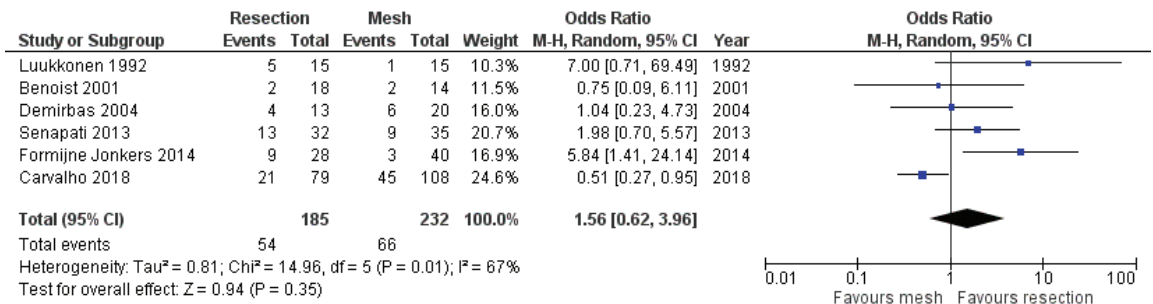 Resection Mesh Odds Ratio Odds Ratio
Study or Subgroup Events Total Events Total Weight M-H, Random, 95% CI Year M-H, Random, 95% CI
Luukkonen 1992 5 15 1 15 10.3% 7.00 [0.71, 69.49] 1992
Benoist 2001 2 18 2 14 11.5% 0.75 [0.09, 6.11] 2001
Demirbas 2004 4 13 6 20 16.0% 1.04 [0.23, 4.73] 2004
Senapati 2013 13 32 9 35 20.7% 1.98 [0.70, 5.57] 2013
Formijne Jonkers 2014 9 28 3 40 16.9% 5.84 [1.41, 24.14] 2014
Carvalho 2018 21 79 45 108 24.6% 0.51 [0.27, 0.95] 2018
Total (95% CI) 185 232 100.0% 1.56 [0.62, 3.96]
Total events 54 66
Heterogeneity: Tau² = 0.81; Chi² = 14.96, df = 5 (P = 0.01); I² = 67%
Test for overall effect: Z = 0.94 (P = 0.35)
0.01 0.1 1 10 100
Favours mesh Favours resection